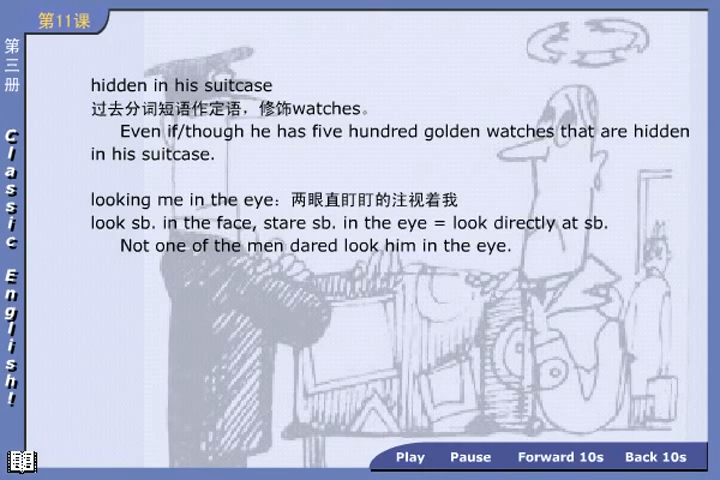 第11课
第三册
Classic English!
hidden in his suitcase
过去分词短语作定语，修饰watches。
Even if/though he has five hundred golden watches that are hidden
in his suitcase.
looking me in the eye：两眼直盯盯的注视着我
look sb. in the face, stare sb. in the eye = look directly at sb.
Not one of the men dared look him in the eye.
Play Pause Forward 10s Back 10s